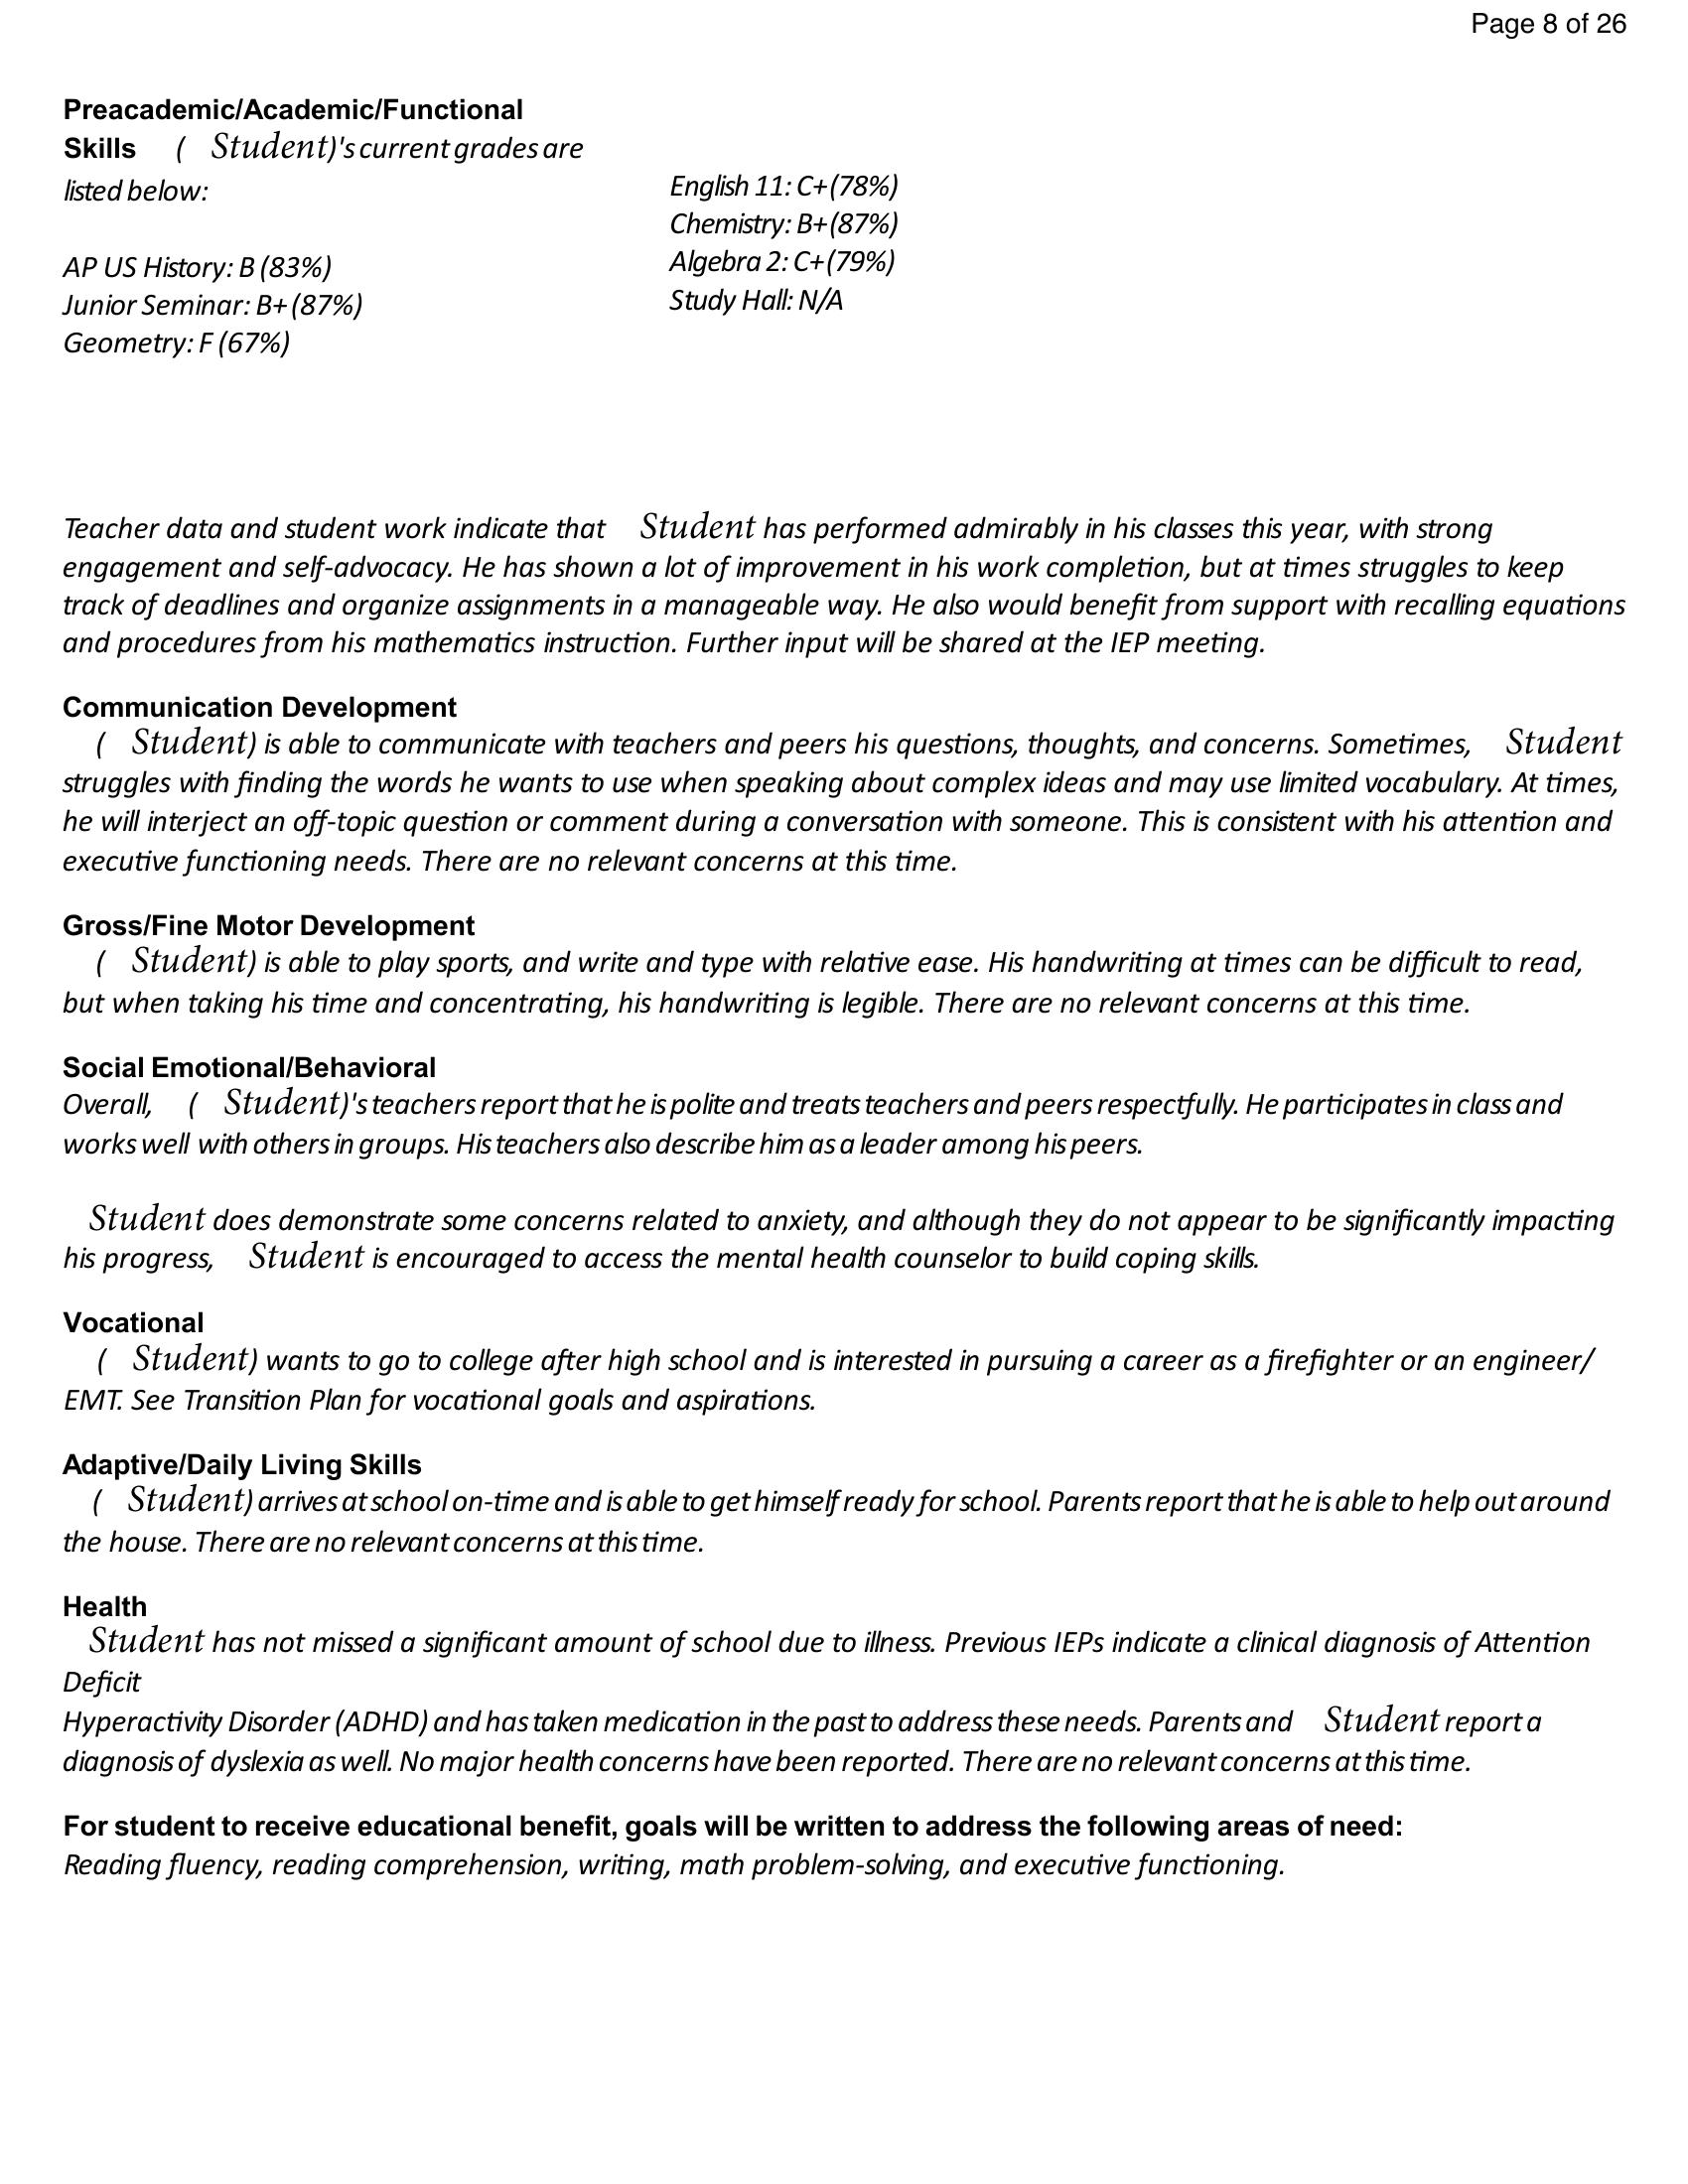 Page 8 of 26
Preacademic/Academic/Functional
Skills ( Student)'s current grades are
listed below:
AP US History: B (83%)
Junior Seminar: B+ (87%)
Geometry: F (67%)
English 11: C+ (78%)
Chemistry: B+ (87%)
Algebra 2: C+ (79%)
Study Hall: N/A
Teacher data and student work indicate that Student has performed admirably in his classes this year, with strong
engagement and self-advocacy. He has shown a lot of improvement in his work completion, but at times struggles to keep
track of deadlines and organize assignments in a manageable way. He also would benefit from support with recalling equations
and procedures from his mathematics instruction. Further input will be shared at the IEP meeting.
Communication Development
( Student) is able to communicate with teachers and peers his questions, thoughts, and concerns. Sometimes, Student
struggles with finding the words he wants to use when speaking about complex ideas and may use limited vocabulary. At times,
he will interject an off-topic question or comment during a conversation with someone. This is consistent with his attention and
executive functioning needs. There are no relevant concerns at this time.
Gross/Fine Motor Development
( Student) is able to play sports, and write and type with relative ease. His handwriting at times can be difficult to read,
but when taking his time and concentrating, his handwriting is legible. There are no relevant concerns at this time.
Social Emotional/Behavioral
Overall, ( Student)'s teachers report that he is polite and treats teachers and peers respectfully. He participates in class and
works well with others in groups. His teachers also describe him as a leader among his peers.
Student does demonstrate some concerns related to anxiety, and although they do not appear to be significantly impacting
his progress, Student is encouraged to access the mental health counselor to build coping skills.
Vocational
( Student) wants to go to college after high school and is interested in pursuing a career as a firefighter or an engineer/
EMT. See Transition Plan for vocational goals and aspirations.
Adaptive/Daily Living Skills
( Student) arrives at school on-time and is able to get himself ready for school. Parents report that he is able to help out around
the house. There are no relevant concerns at this time.
Health
Student has not missed a significant amount of school due to illness. Previous IEPs indicate a clinical diagnosis of Attention
Deficit
Hyperactivity Disorder (ADHD) and has taken medication in the past to address these needs. Parents and Student report a
diagnosis of dyslexia as well. No major health concerns have been reported. There are no relevant concerns at this time.
For student to receive educational benefit, goals will be written to address the following areas of need:
Reading fluency, reading comprehension, writing, math problem-solving, and executive functioning.